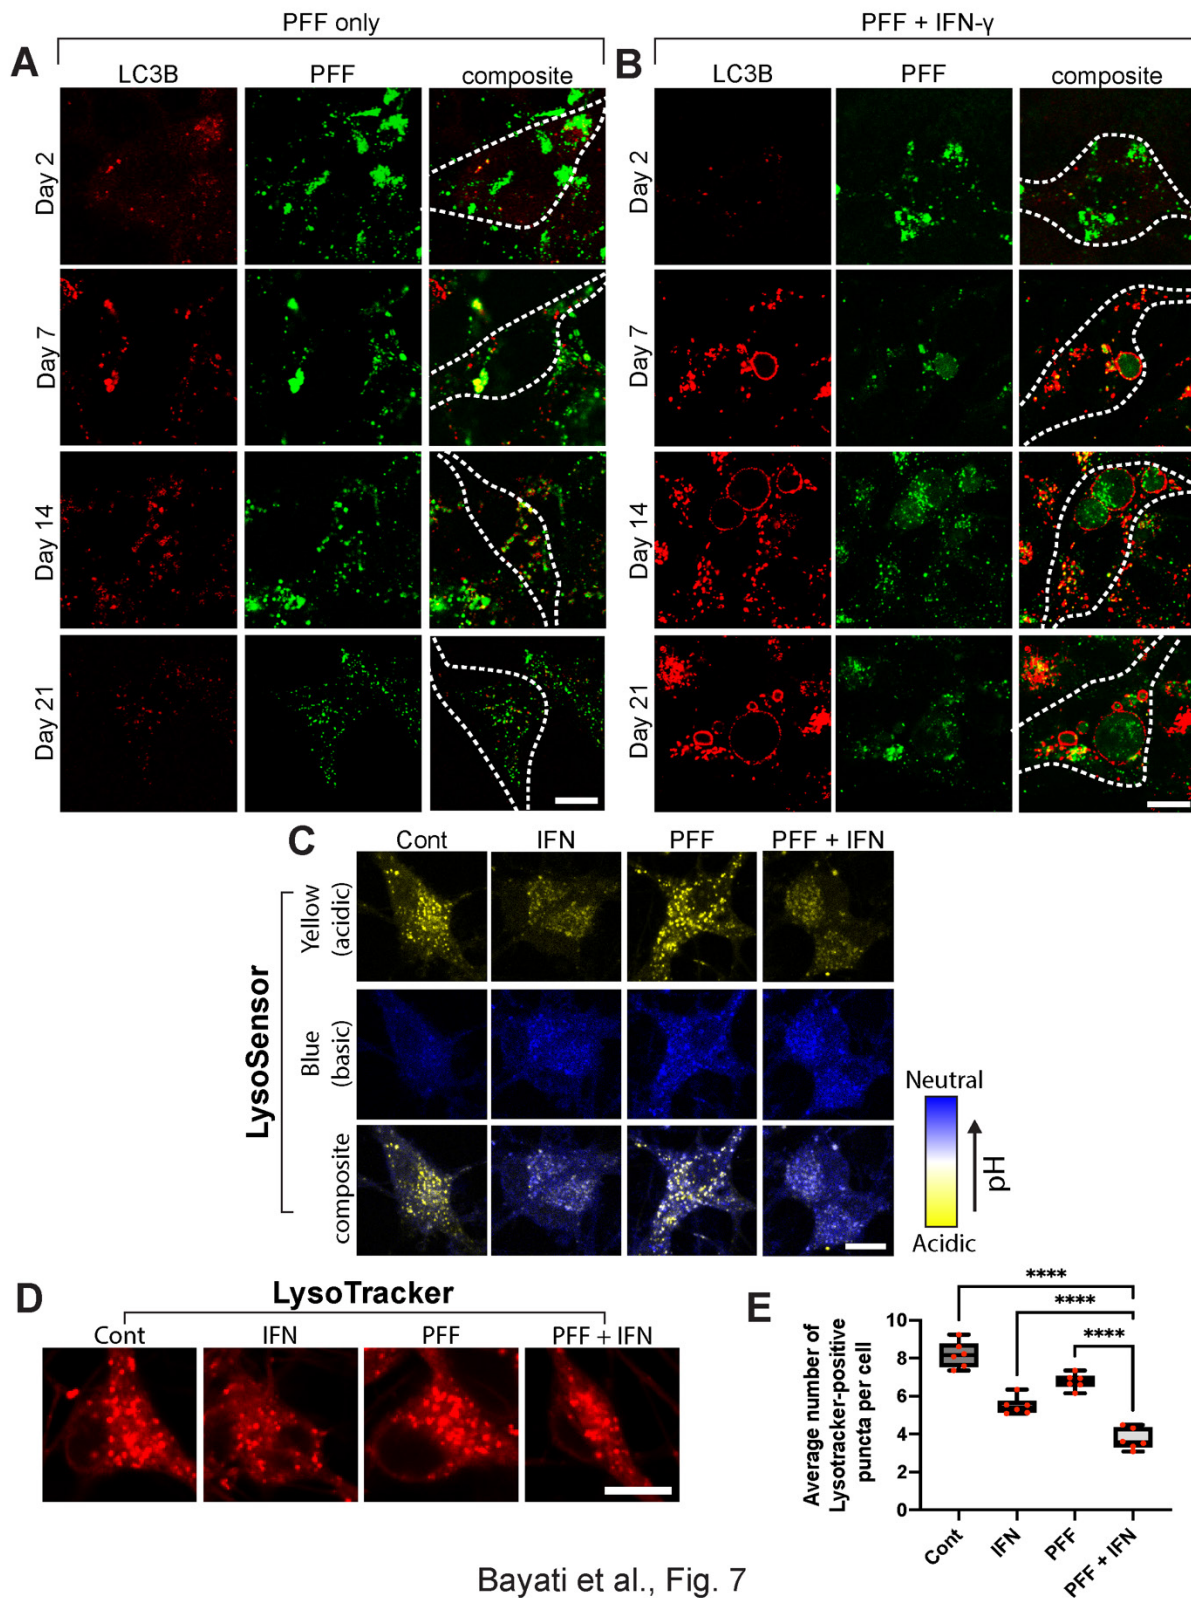 PFF only
PFF + IFN-γ
A
LC3B
PFF
composite
B
LC3B
PFF
composite
Day 2
Day 7
Day 14
Day 21
Day 2
Day 7
Day 14
Day 21
C
Cont
IFN
PFF
PFF + IFN
LysoSensor
Yellow
(acidic)
Blue
(basic)
composite
Neutral
pH
Acidic
D
LysoTracker
Cont
IFN
PFF
PFF + IFN
E
****
****
****
Average number of
Lysotracker-positive
puncta per cell
10
8
6
4
2
0
Cont
IFN
PFF
PFF + IFN
Bayati et al., Fig. 7